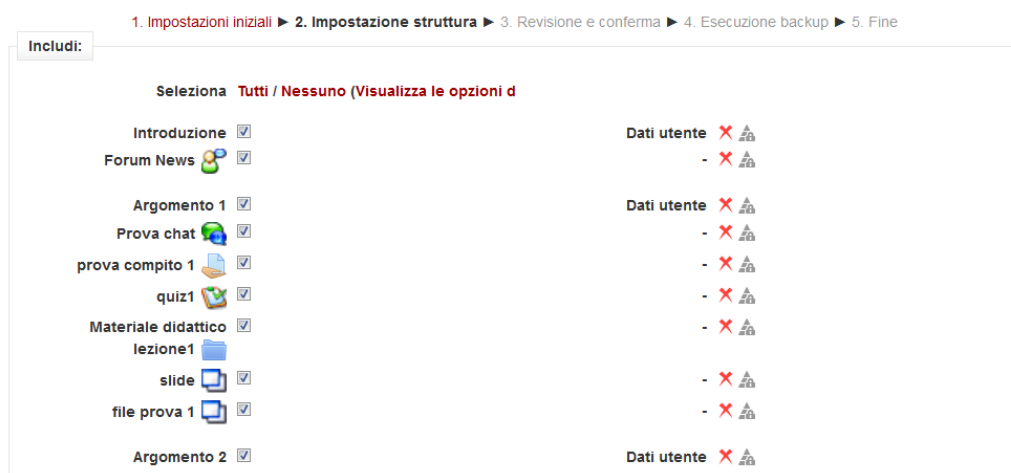 1. Impostazioni iniziali ► 2. Impostazione struttura ► 3. Revisione e conferma ► 4. Esecuzione backup ► 5. Fine
Includi:
Seleziona Tutti / Nessuno (Visualizza le opzioni d
Introduzione Dati utente
Forum News -
Argomento 1 Dati utente
Prova chat -
prova compito 1 -
quiz1 -
Materiale didattico -
lezione1
slide -
file prova 1 -
Argomento 2 Dati utente